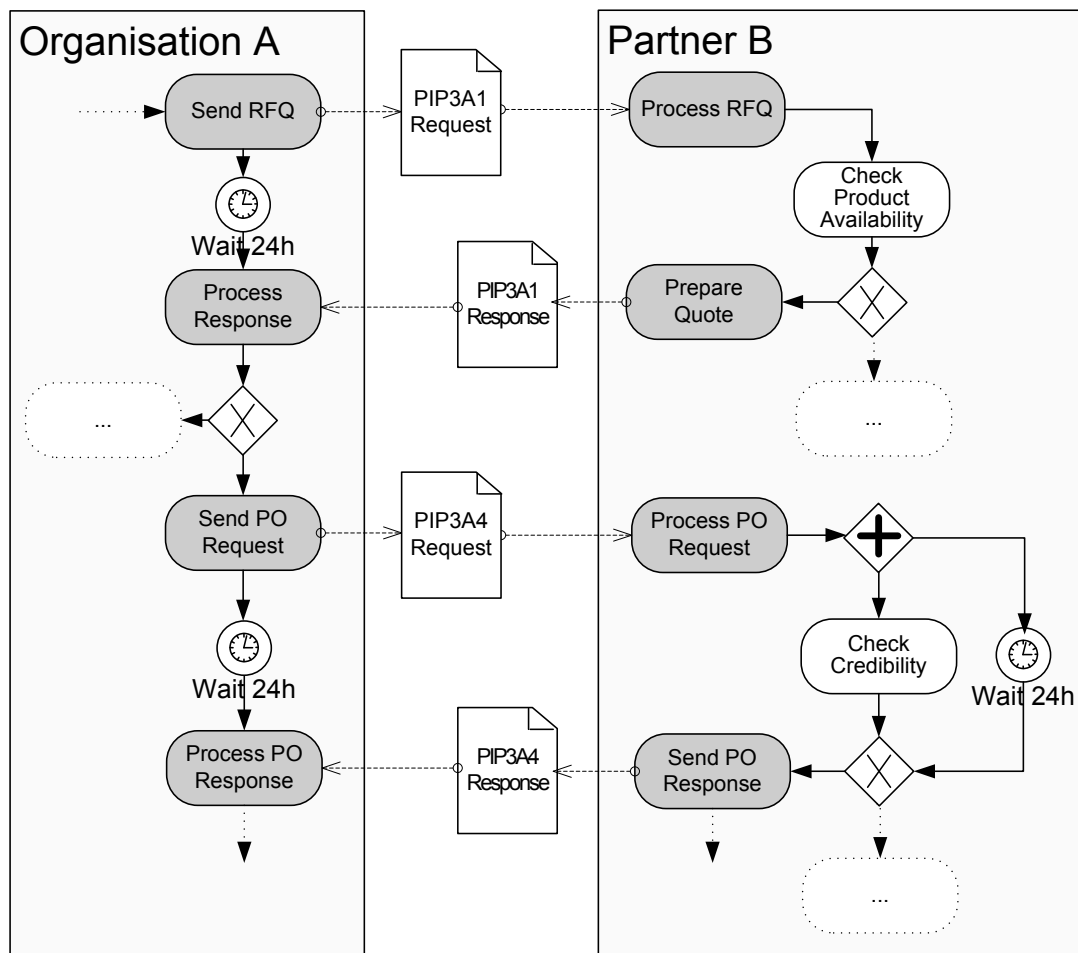 Organisation A
Partner B
Send RFQ
PIP3A1
Request
Process RFQ
Check
Product
Availability
Wait 24h
Process
Response
PIP3A1
Response
Prepare
Quote
...
...
Send PO
Request
PIP3A4
Request
Process PO
Request
Check
Credibility
Wait 24h
Wait 24h
Process PO
Response
PIP3A4
Response
Send PO
Response
...